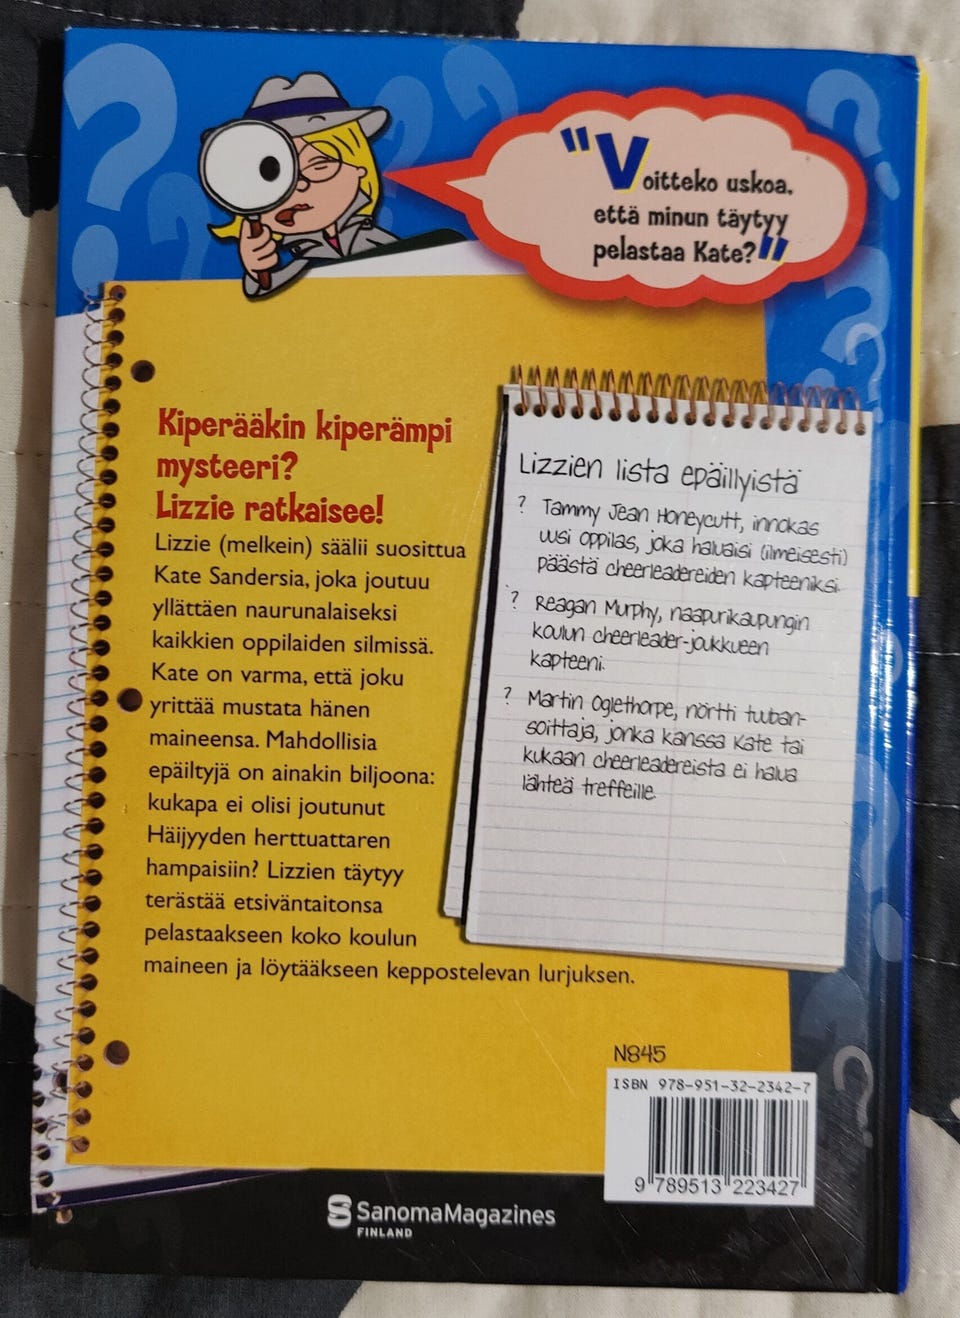 "Voitteko uskoa,
että minun täytyy
pelastaa Kate?"
Kiperääkin kiperämpi
mysteeri?
Lizzie ratkaisee!
Lizzie (melkein) säälii suosittua
Kate Sandersia, joka joutuu
yllättäen naurunalaiseksi
kaikkien oppilaiden silmissä.
Kate on varma, että joku
yrittää mustata hänen
maineensa. Mahdollisia
epäiltyjä on ainakin biljoona:
kukapa ei olisi joutunut
Häijyyden herttuattaren
hampaisiin? Lizzien täytyy
terästää etsiväntaitonsa
pelastaakseen koko koulun
maineen ja löytääkseen keppostelevan lurjuksen.
Lizzien lista epäillyistä
? Tammy Jean Honeycutt, innokas
uusi oppilas, joka haluaisi (ilmeisesti)
päästä cheerleadereiden kapteeniksi.
? Reagan Murphy, naapurikaupungin
koulun cheerleader-joukkueen
kapteeni.
? Martin Oglethorpe, nörtti tuuban-
soittaja, jonka kanssa Kate tai
kukaan cheerleadereista ei halua
lähteä treffeille.
N845
ISBN 978-951-32-2342-7
9 789513 223427
SanomaMagazines
FINLAND